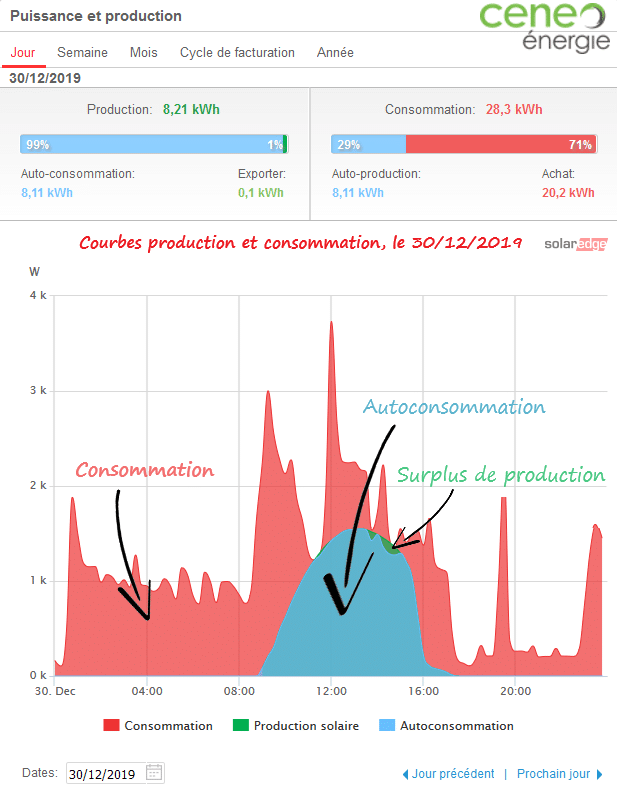 Puissance et production
ceneo
énergie
Jour Semaine Mois Cycle de facturation Année
30/12/2019
Production: 8,21 kWh
Consommation: 28,3 kWh
99% 1%
29% 71%
Auto-consommation: Exporter:
8,11 kWh 0,1 kWh
Auto-production: Achat:
8,11 kWh 20,2 kWh
Courbes production et consommation, le 30/12/2019
solaredge
W
4 k
3 k
Autoconsommation
Consommation
Surplus de production
2 k
1 k
0 k
30. Dec 04:00 08:00 12:00 16:00 20:00
Consommation Production solaire Autoconsommation
Dates: 30/12/2019
Jour précédent | Prochain jour